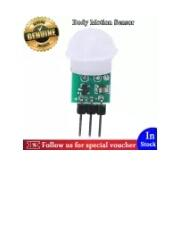 Body Motion Sensor
GENUINE
Follow us for special voucher
In
Stock